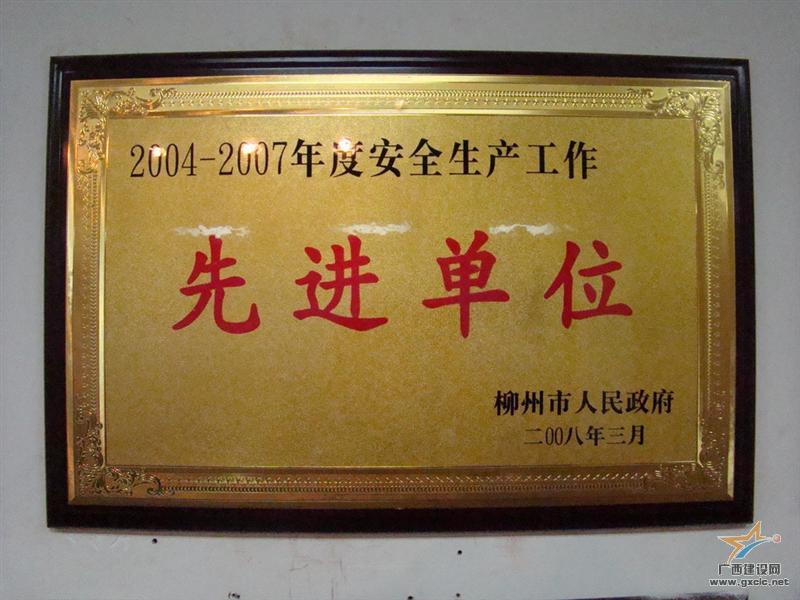 2004-2007年度安全生产工作
先进单位
柳州市人民政府
二00八年三月
广西建设网
www.gxcic.net